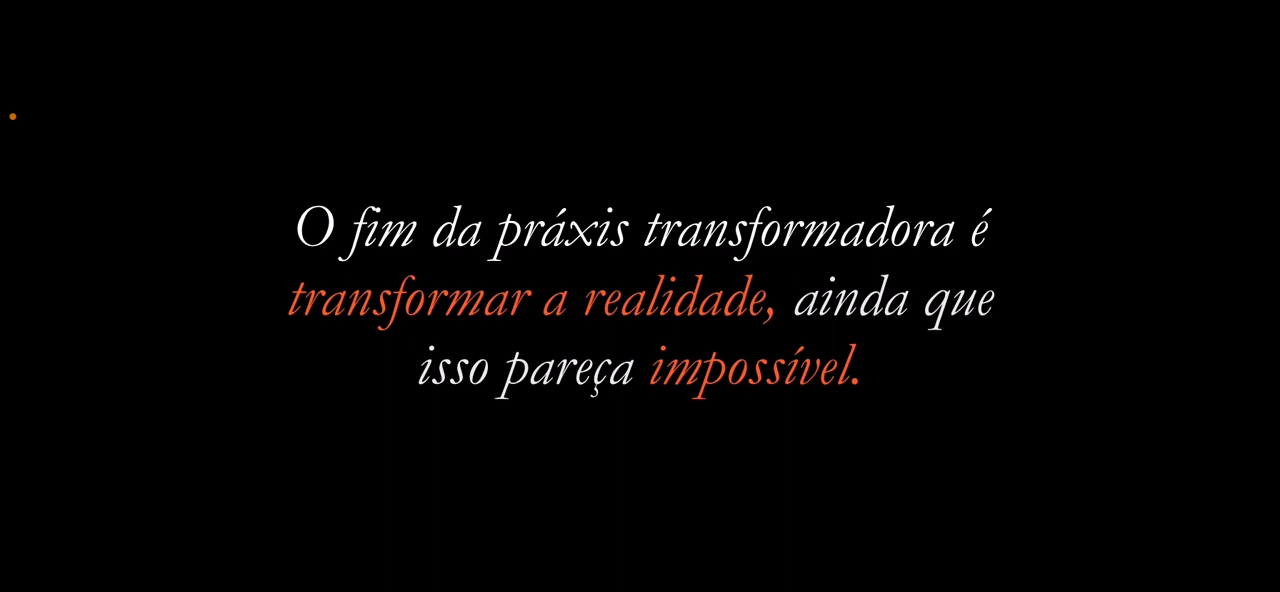 O fim da práxis transformadora é
transformar a realidade, ainda que
isso pareça impossível.